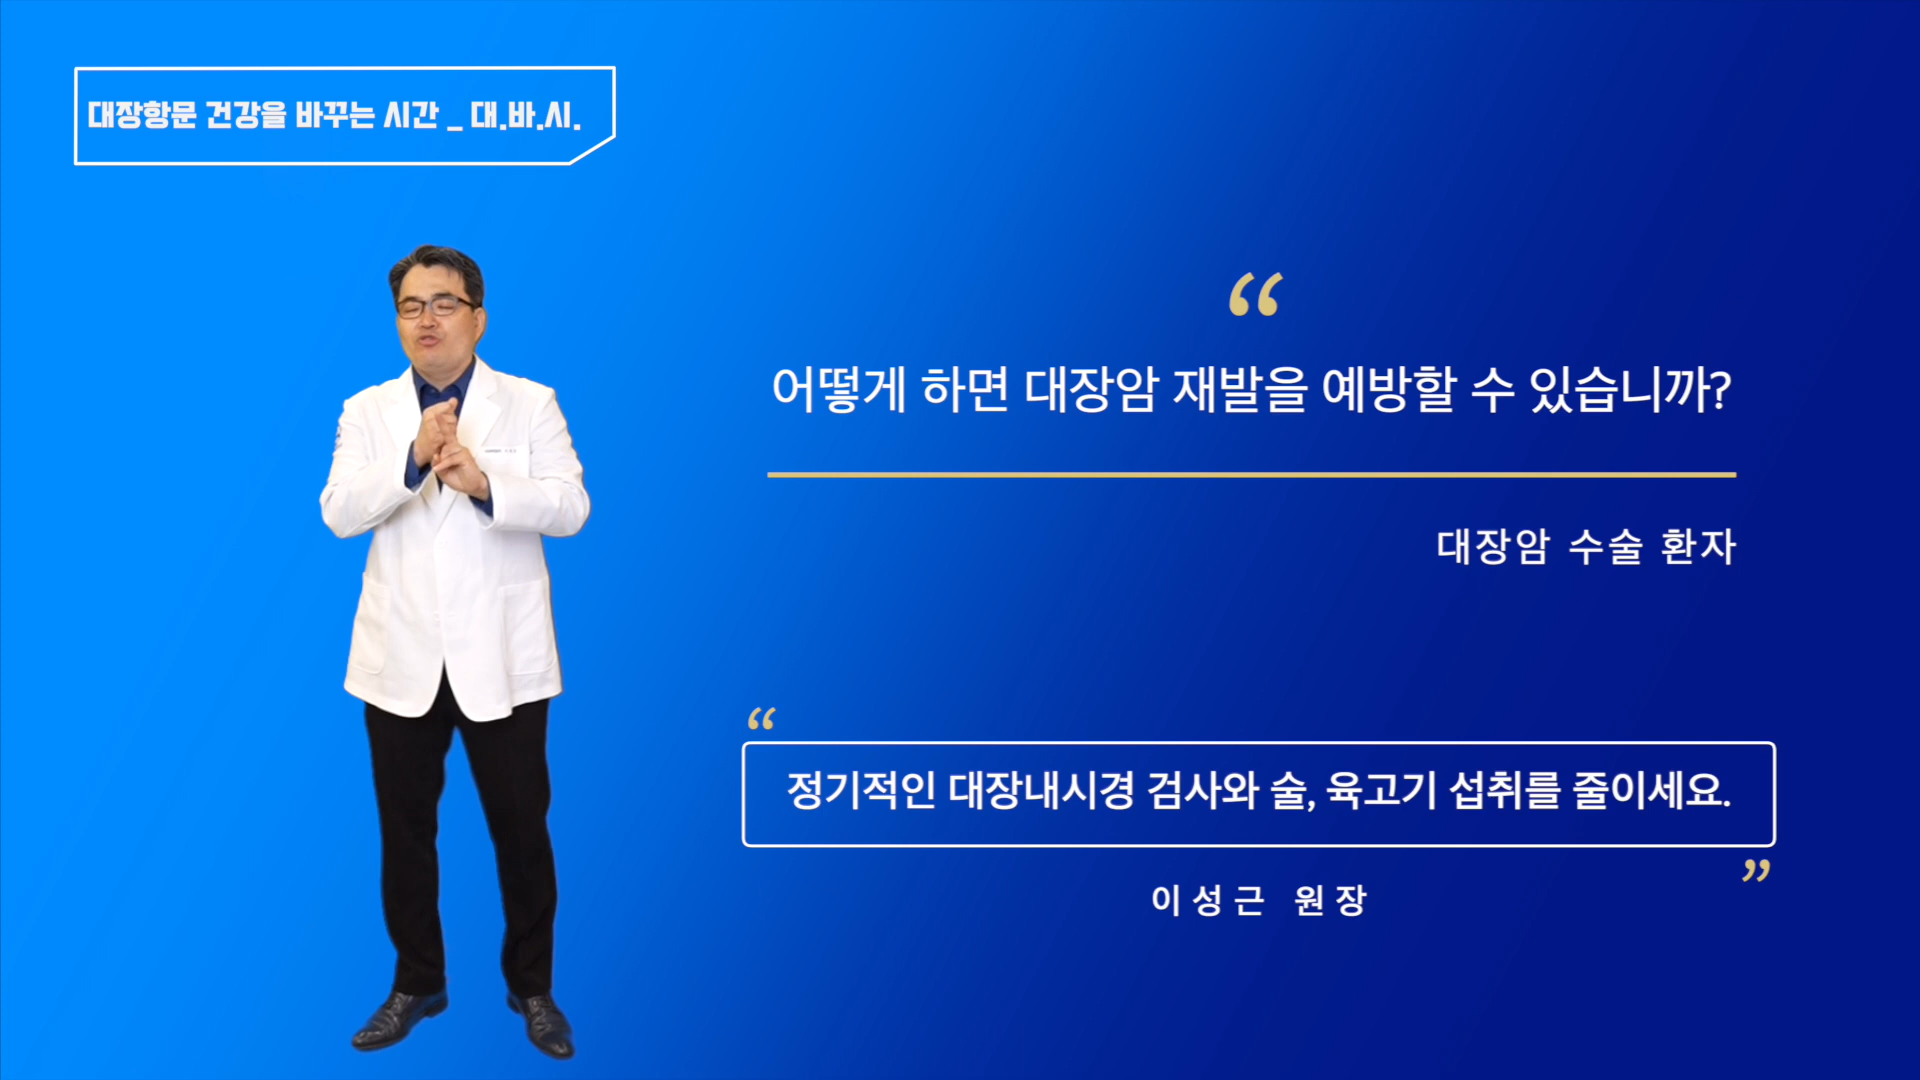 대장항문 건강을 바꾸는 시간 _ 대.바.시.
“
어떻게 하면 대장암 재발을 예방할 수 있습니까?
대장암 수술 환자
“
정기적인 대장내시경 검사와 술, 육고기 섭취를 줄이세요.
”
이성근 원장